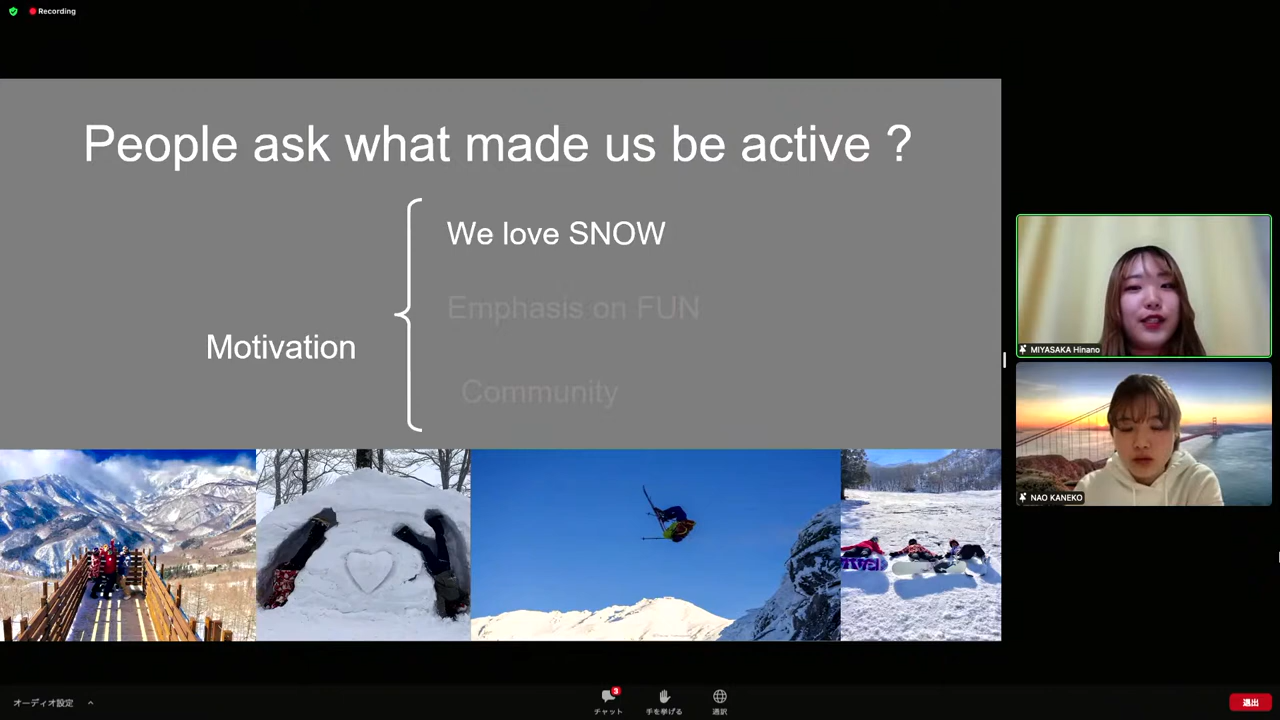 Recording
People ask what made us be active ?
We love SNOW
Emphasis on FUN
Motivation
Community
MIYASAKA Hinano
NAO KANEKO
オーディオ設定
3
チャット
手を挙げる
通訳
退出